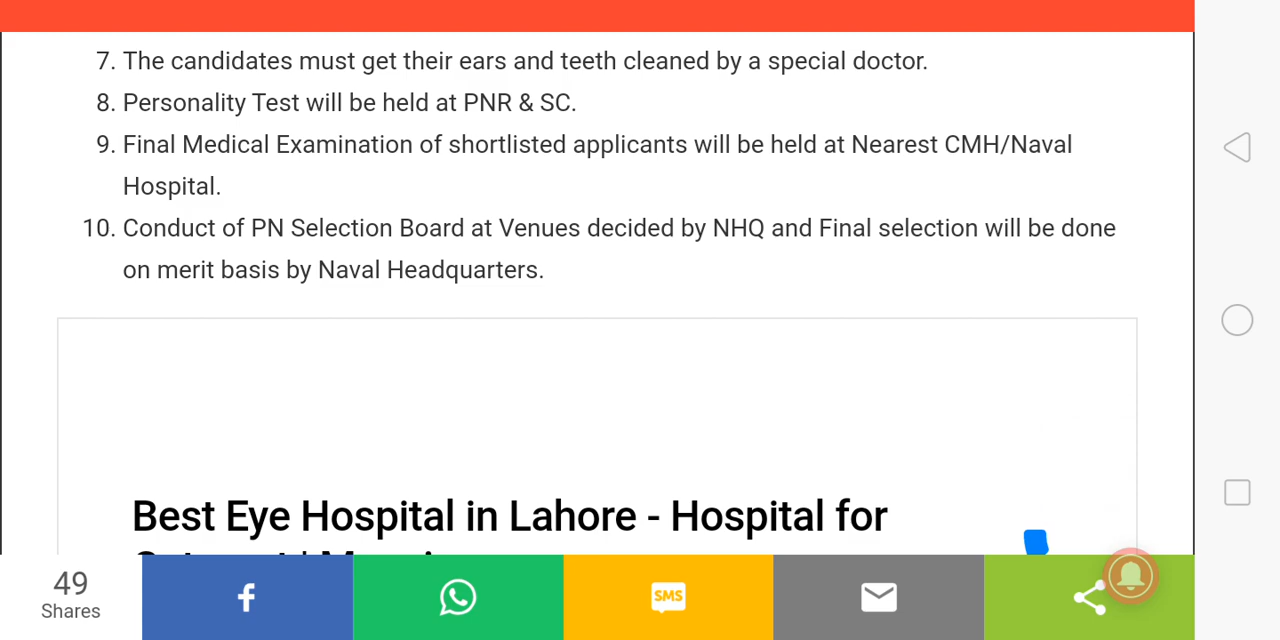 7. The candidates must get their ears and teeth cleaned by a special doctor.
8. Personality Test will be held at PNR & SC.
9. Final Medical Examination of shortlisted applicants will be held at Nearest CMH/Naval
Hospital.
10. Conduct of PN Selection Board at Venues decided by NHQ and Final selection will be done
on merit basis by Naval Headquarters.
Best Eye Hospital in Lahore - Hospital for
49
Shares
SMS